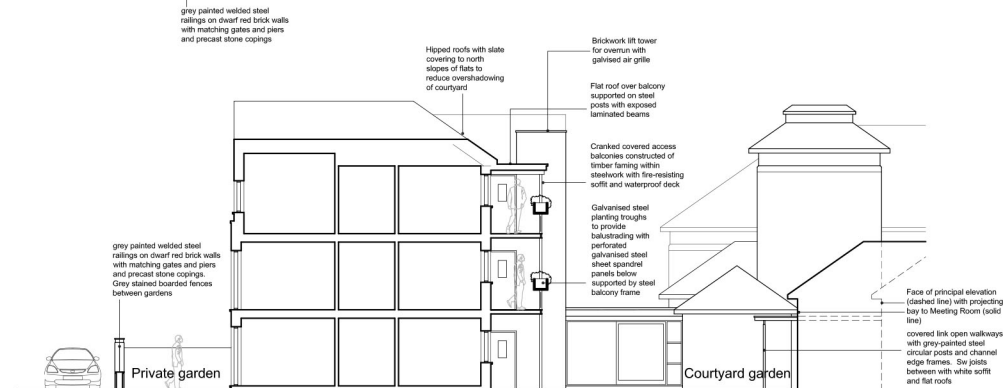 grey painted welded steel
railings on dwarf red brick walls
with matching gates and piers
and precast stone copings
Hipped roofs with slate
covering to north
slopes of flats to
reduce overshadowing
of courtyard
Brickwork lift tower
for overrun with
galvised air grille
Flat roof over balcony
supported on steel
posts with exposed
laminated beams
Cranked covered access
balconies constructed of
timber faming within
steelwork with fire-resisting
soffit and waterproof deck
Galvanised steel
planting troughs
to provide
balustrading with
perforated
galvanised steel
sheet spandrel
panels below
supported by steel
balcony frame
grey painted welded steel
railings on dwarf red brick walls
with matching gates and piers
and precast stone copings.
Grey stained boarded fences
between gardens
Face of principal elevation
(dashed line) with projecting
bay to Meeting Room (solid
line)
covered link open walkways
with grey-painted steel
circular posts and channel
edge frames. Sw joists
between with white soffit
and flat roofs
Private garden
Courtyard garden